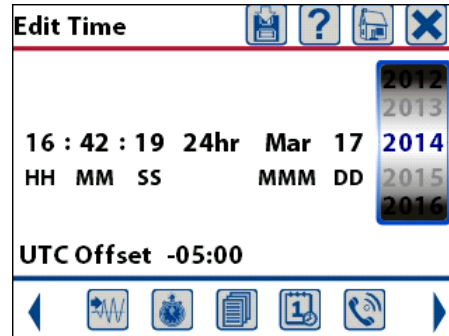 Edit Time
?
2012
2013
16 : 42 : 19 24hr Mar 17 2014
HH MM SS MMM DD 2015
2016
UTC Offset -05:00
1